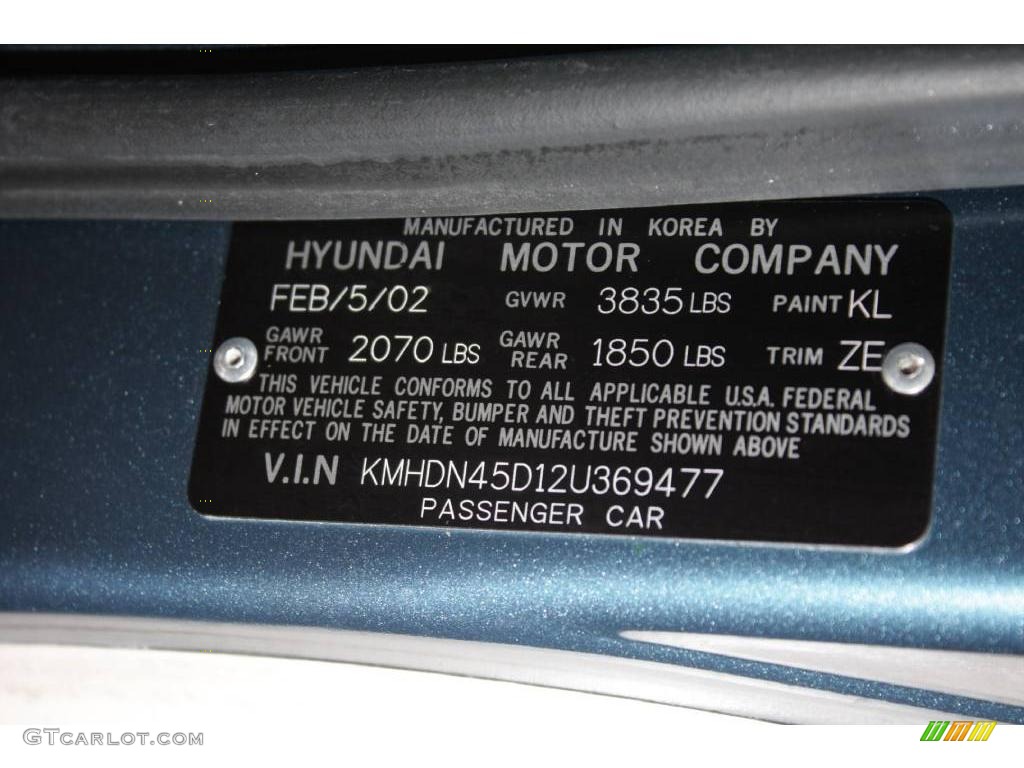 MANUFACTURED IN KOREA BY
HYUNDAI MOTOR COMPANY
FEB/5/02 GVWR 3835 LBS PAINT KL
GAWR FRONT 2070 LBS GAWR REAR 1850 LBS TRIM ZE
THIS VEHICLE CONFORMS TO ALL APPLICABLE U.S.A. FEDERAL
MOTOR VEHICLE SAFETY, BUMPER AND THEFT PREVENTION STANDARDS
IN EFFECT ON THE DATE OF MANUFACTURE SHOWN ABOVE
V.I.N KMHDN45D12U369477
PASSENGER CAR
GTCARLOT.COM